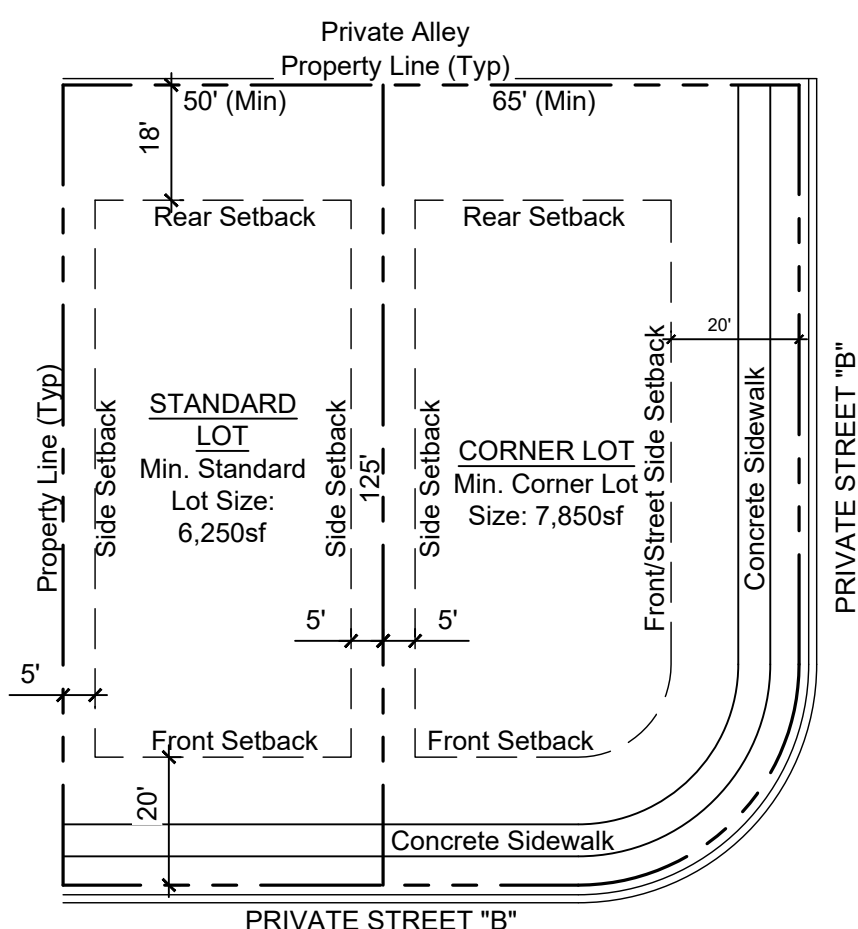 Private Alley
Property Line (Typ)
50' (Min)
65' (Min)
18'
Rear Setback
Rear Setback
20'
Property Line (Typ)
Side Setback
STANDARD
LOT
Min. Standard
Lot Size:
6,250sf
Side Setback
125'
Side Setback
CORNER LOT
Min. Corner Lot
Size: 7,850sf
Front/Street Side Setback
Concrete Sidewalk
PRIVATE STREET "B"
5'
5'
5'
Front Setback
Front Setback
20'
Concrete Sidewalk
PRIVATE STREET "B"